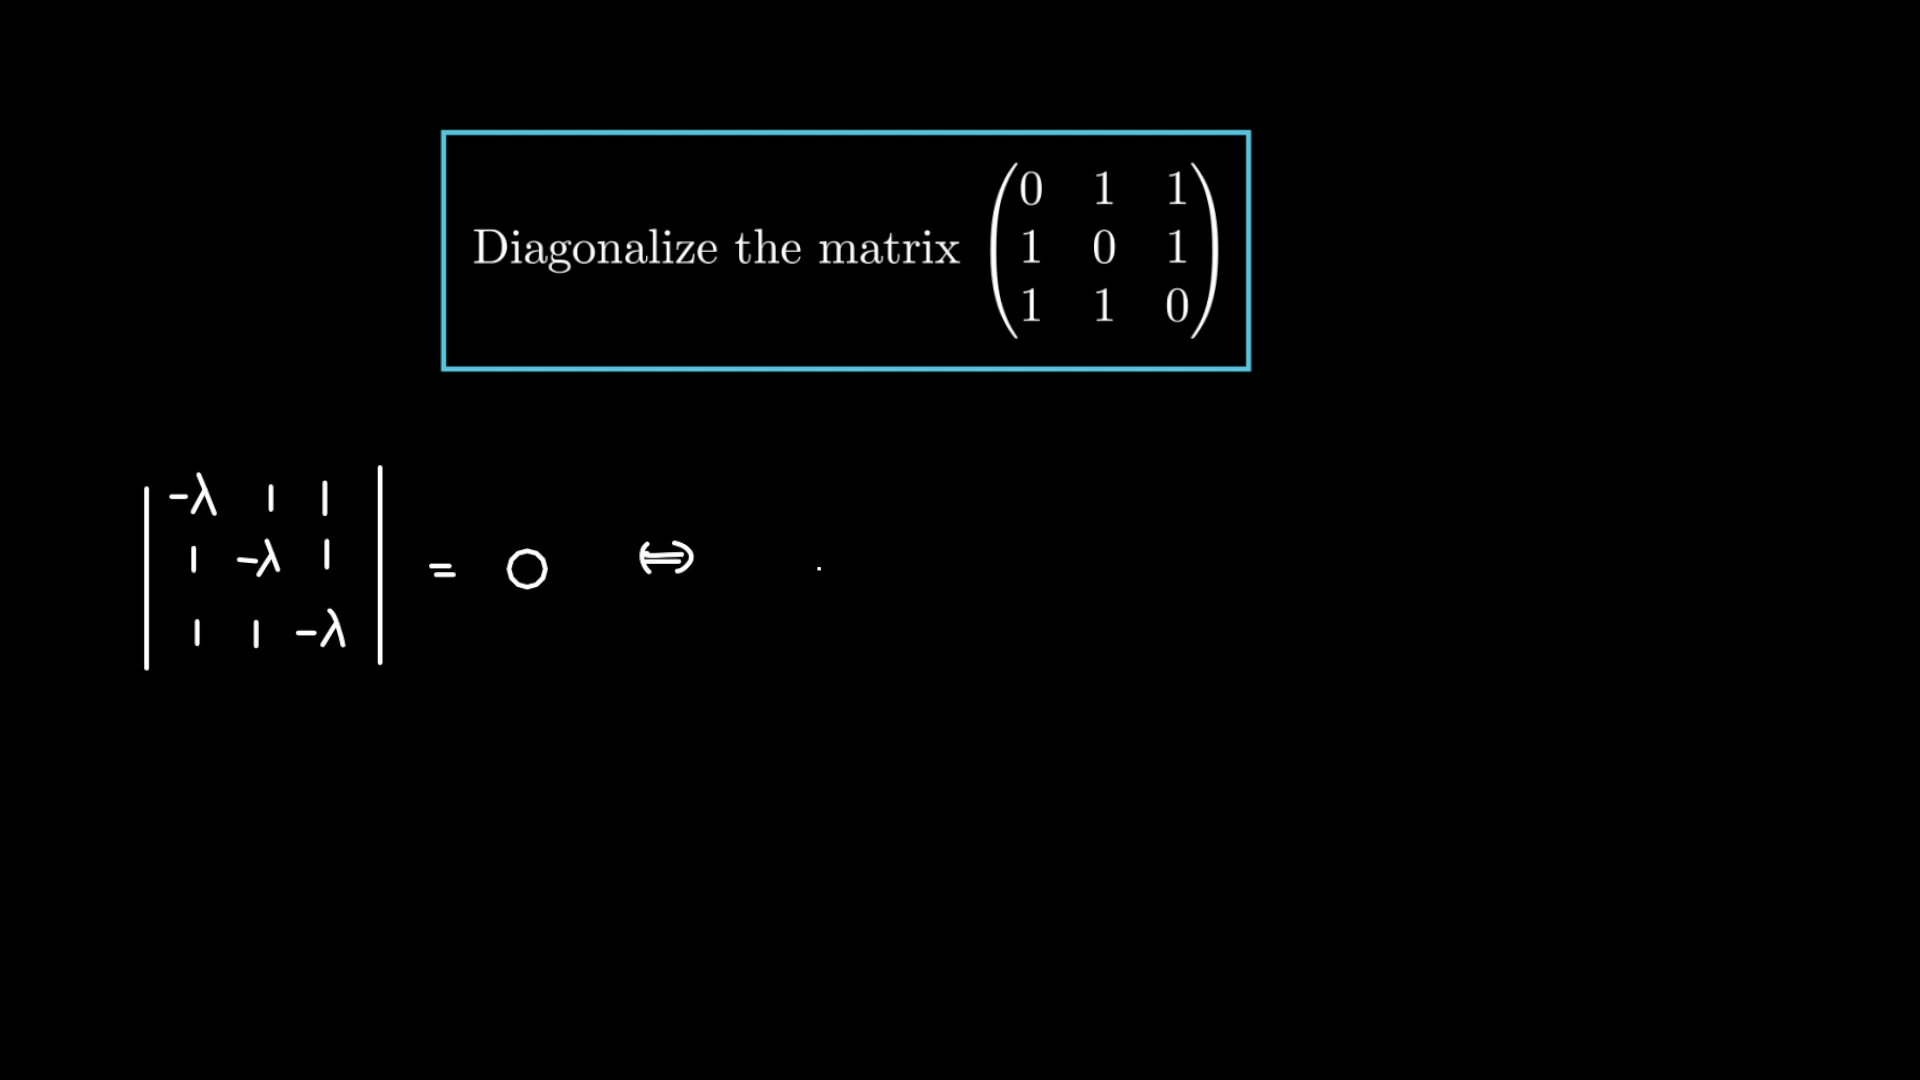 Diagonalize the matrix
0 1 1
1 0 1
1 1 0
-λ 1 1
1 -λ 1
1 1 -λ
= 0 ⇔